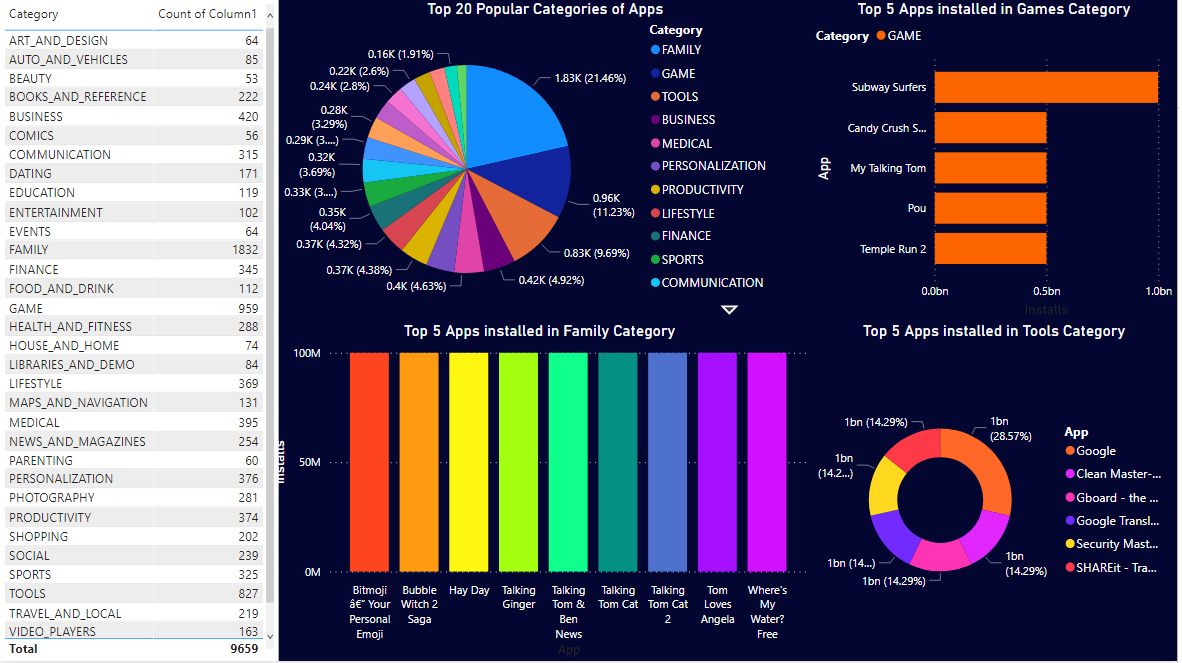 Category Count of Column1
ART_AND_DESIGN 64
AUTO_AND_VEHICLES 85
BEAUTY 53
BOOKS_AND_REFERENCE 222
BUSINESS 420
COMICS 56
COMMUNICATION 315
DATING 171
EDUCATION 119
ENTERTAINMENT 102
EVENTS 64
FAMILY 1832
FINANCE 345
FOOD_AND_DRINK 112
GAME 959
HEALTH_AND_FITNESS 288
HOUSE_AND_HOME 74
LIBRARIES_AND_DEMO 84
LIFESTYLE 369
MAPS_AND_NAVIGATION 131
MEDICAL 395
NEWS_AND_MAGAZINES 254
PARENTING 60
PERSONALIZATION 376
PHOTOGRAPHY 281
PRODUCTIVITY 374
SHOPPING 202
SOCIAL 239
SPORTS 325
TOOLS 827
TRAVEL_AND_LOCAL 219
VIDEO_PLAYERS 163
Total 9659
Top 20 Popular Categories of Apps
0.16K (1.91%)
0.22K (2.6%)
0.24K (2.8%)
0.28K
(3.29%)
0.29K (3....)
0.32K
(3.69%)
0.33K (3....)
0.35K
(4.04%)
0.37K (4.32%)
0.37K (4.38%)
0.4K (4.63%)
0.42K (4.92%)
0.83K (9.69%)
0.96K
(11.23%)
1.83K (21.46%)
Category
FAMILY
GAME
TOOLS
BUSINESS
MEDICAL
PERSONALIZATION
PRODUCTIVITY
LIFESTYLE
FINANCE
SPORTS
COMMUNICATION
Top 5 Apps installed in Games Category
Category GAME
App
Subway Surfers
Candy Crush S...
My Talking Tom
Pou
Temple Run 2
0.0bn 0.5bn 1.0bn
Installs
Top 5 Apps installed in Family Category
Installs
100M
50M
0M
Bitmoji
â€" Your
Personal
Emoji
Bubble
Witch 2
Saga
Hay Day
Talking
Ginger
Talking
Tom &
Ben
News
Talking
Tom Cat
Talking
Tom Cat
2
Tom
Loves
Angela
Where's
My
Water?
Free
App
Top 5 Apps installed in Tools Category
1bn (14.29%)
1bn
(28.57%)
1bn
(14.2...)
1bn (14...)
1bn (14.29%)
1bn
(14.29%)
App
Google
Clean Master-...
Gboard - the ...
Google Transl...
Security Mast...
SHAREit - Tra...